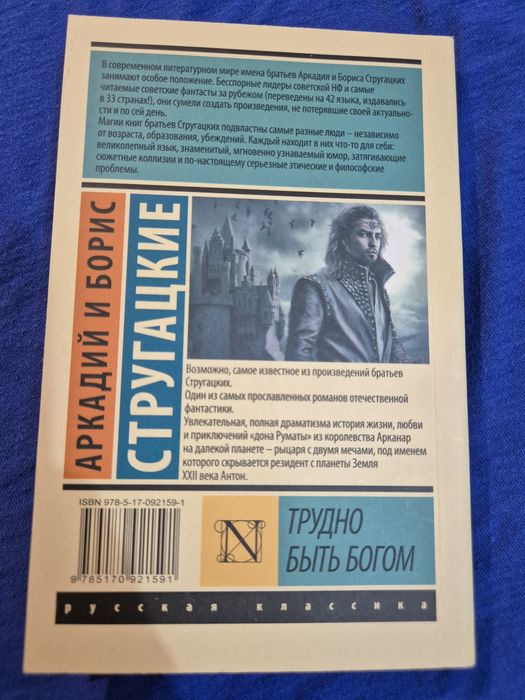 В современном литературном мире имена братьев Аркадия и Бориса Стругацких
занимают особое положение. Бесспорные лидеры советской НФ и самые
читаемые советские фантасты за рубежом (переведены на 42 языка, издавались
в 33 странах!), они сумели создать произведения, не потерявшие своей актуально-
сти и по сей день.
Магии книг братьев Стругацких подвластны самые разные люди – независимо
от возраста, образования, убеждений. Каждый находит в них что-то для себя:
великолепный язык, знаменитый, мгновенно узнаваемый юмор, затягивающие
сюжетные коллизии и по-настоящему серьезные этические и философские
проблемы.
АРКАДИЙ И БОРИС
СТРУГАЦКИЕ
Возможно, самое известное из произведений братьев
Стругацких.
Один из самых прославленных романов отечественной
фантастики.
Увлекательная, полная драматизма история жизни, любви
и приключений «дона Руматы» из королевства Арканар
на далекой планете – рыцаря с двумя мечами, под именем
которого скрывается резидент с планеты Земля
XXII века Антон.
ISBN 978-5-17-092159-1
9 785170 921591
N
ТРУДНО
БЫТЬ БОГОМ
русская классика